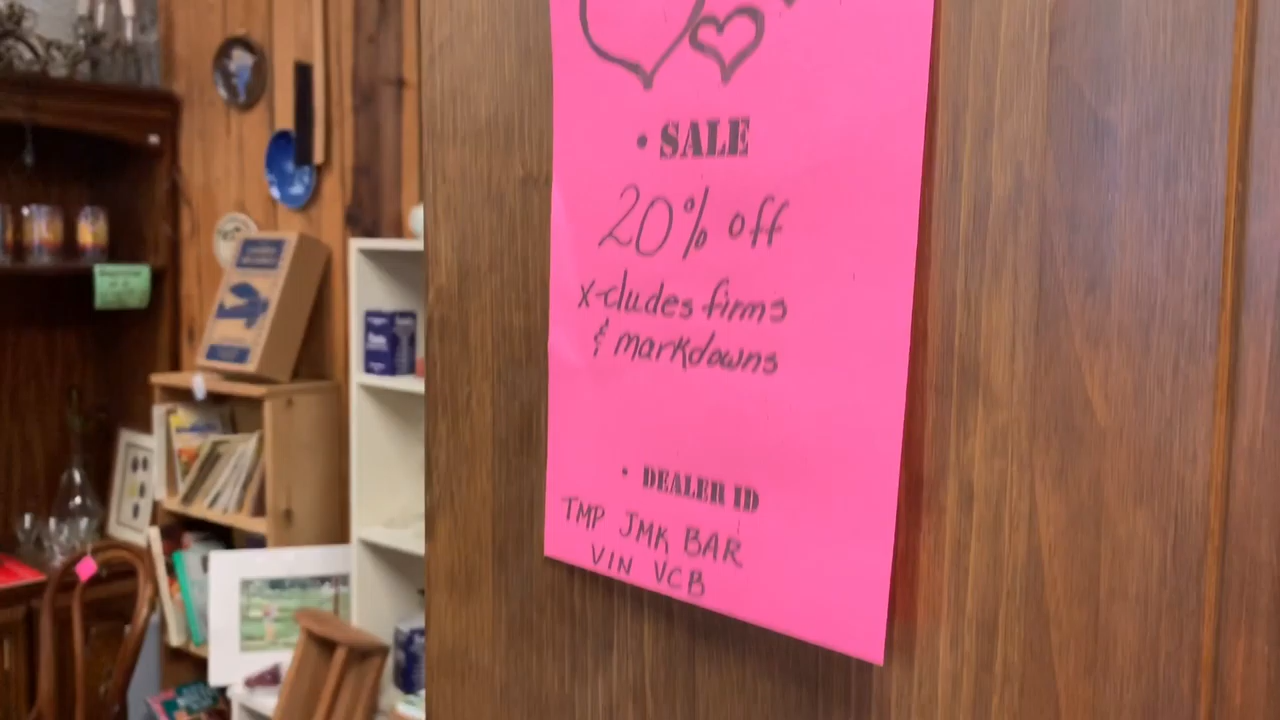 • SALE
20% off
x-cludes firms
& markdowns
• DEALER ID
TMP JMK BAR
VIN VCB